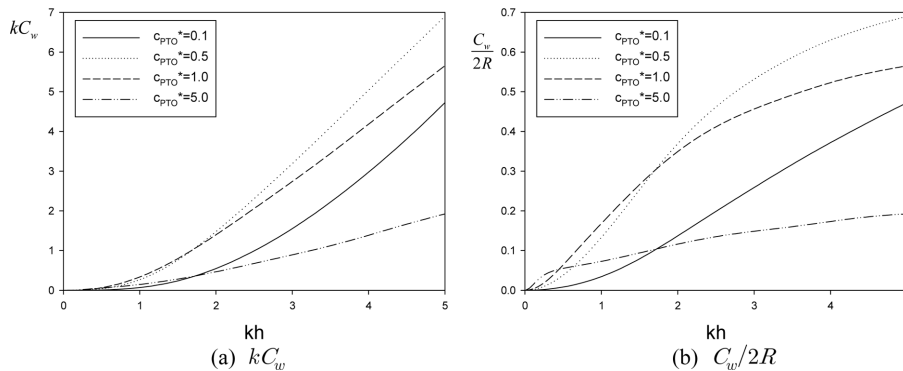 kC_w
7
6
5
4
3
2
1
0
c_PTO*=0.1
c_PTO*=0.5
c_PTO*=1.0
c_PTO*=5.0
0 1 2 3 4 5
kh
(a) kC_w
C_w
2R
0.7
0.6
0.5
0.4
0.3
0.2
0.1
0.0
c_PTO*=0.1
c_PTO*=0.5
c_PTO*=1.0
c_PTO*=5.0
0 1 2 3 4 5
kh
(b) C_w/2R